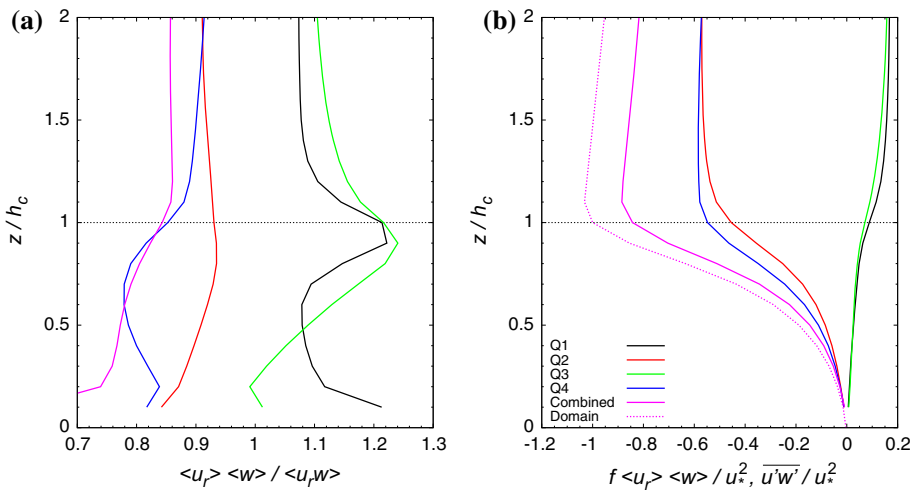 (a)
z / h_c
2
1.5
1
0.5
0
0.7 0.8 0.9 1 1.1 1.2 1.3
<u_r> <w> / <u_r w>
(b)
z / h_c
2
1.5
1
0.5
0
Q1
Q2
Q3
Q4
Combined
Domain
-1.2 -1 -0.8 -0.6 -0.4 -0.2 0 0.2
f <u_r> <w> / u_*^2, \overline{u'w'} / u_*^2